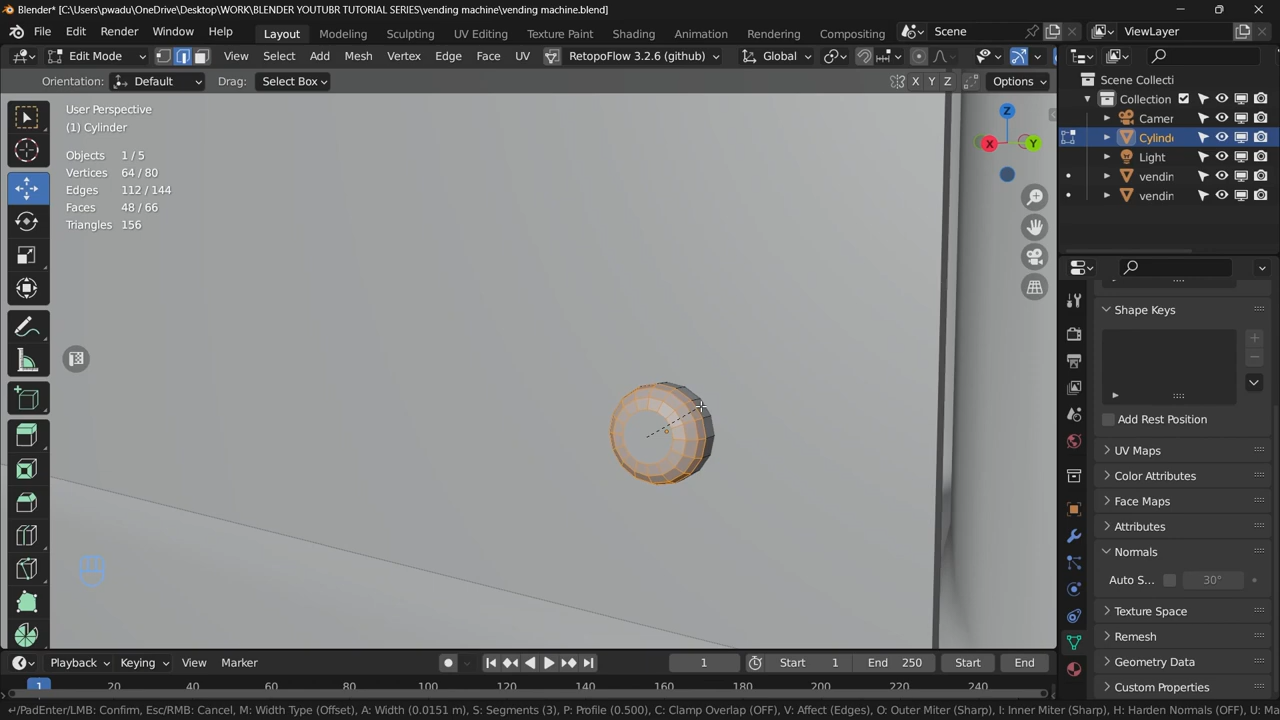 Blender* [C:\Users\pwadu\OneDrive\Desktop\WORK\BLENDER YOUTUBR TUTORIAL SERIES\vending machine\vending machine.blend]
File Edit Render Window Help Layout Modeling Sculpting UV Editing Texture Paint Shading Animation Rendering Compositing Scene ViewLayer
Edit Mode View Select Add Mesh Vertex Edge Face UV RetopoFlow 3.2.6 (github) Global
Orientation: Default Drag: Select Box X Y Z Options
User Perspective
(1) Cylinder
Objects 1 / 5
Vertices 64 / 80
Edges 112 / 144
Faces 48 / 66
Triangles 156
Z
X Y
Scene Collecti
Collection
Camer
Cylinde
Light
vendin
vendin
Shape Keys
Add Rest Position
UV Maps
Color Attributes
Face Maps
Attributes
Normals
Auto S... 30°
Texture Space
Remesh
Geometry Data
Custom Properties
Playback Keying View Marker 1 Start 1 End 250 Start End
1 20 40 60 80 100 120 140 160 180 200 220 240
↵/PadEnter/LMB: Confirm, Esc/RMB: Cancel, M: Width Type (Offset), A: Width (0.0151 m), S: Segments (3), P: Profile (0.500), C: Clamp Overlap (OFF), V: Affect (Edges), O: Outer Miter (Sharp), I: Inner Miter (Sharp), H: Harden Normals (OFF), U: Ma